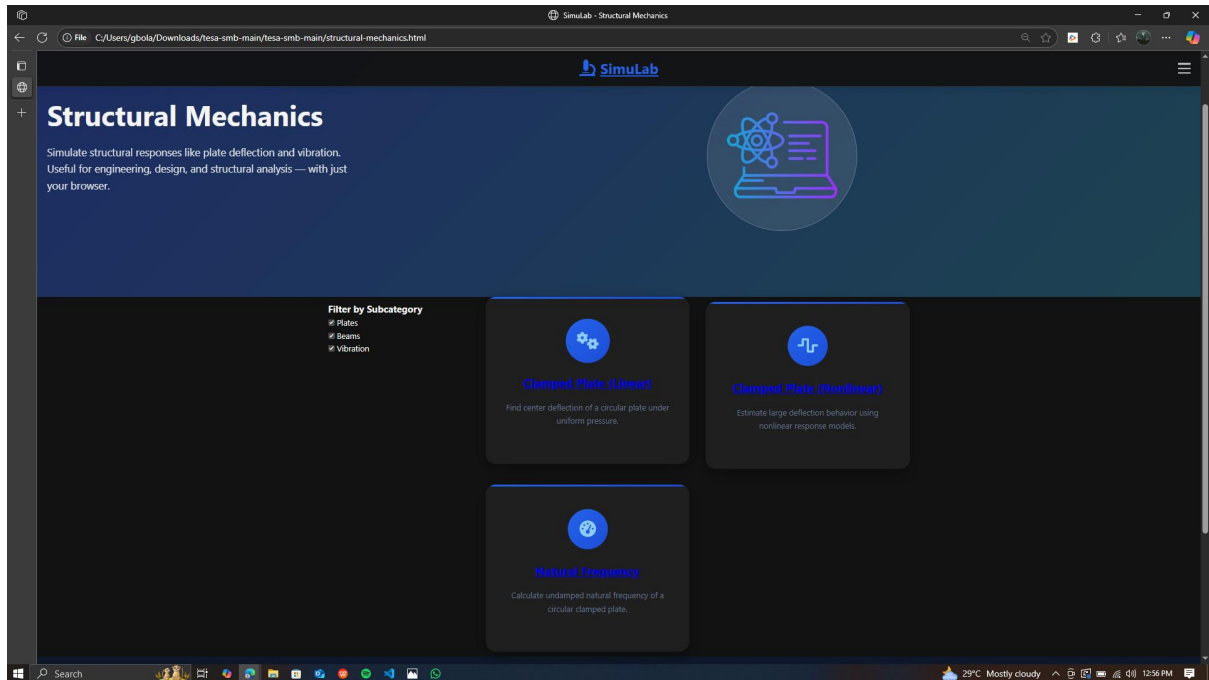 SimuLab - Structural Mechanics
File C:/Users/gbola/Downloads/tesa-smb-main/tesa-smb-main/structural-mechanics.html
SimuLab
Structural Mechanics
Simulate structural responses like plate deflection and vibration.
Useful for engineering, design, and structural analysis — with just
your browser.
Filter by Subcategory
Plates
Beams
Vibration
Clamped Plate (Linear)
Find center deflection of a circular plate under
uniform pressure.
Clamped Plate (Nonlinear)
Estimate large deflection behavior using
nonlinear response models.
Natural Frequency
Calculate undamped natural frequency of a
circular clamped plate.
Search
29°C Mostly cloudy
12:56 PM